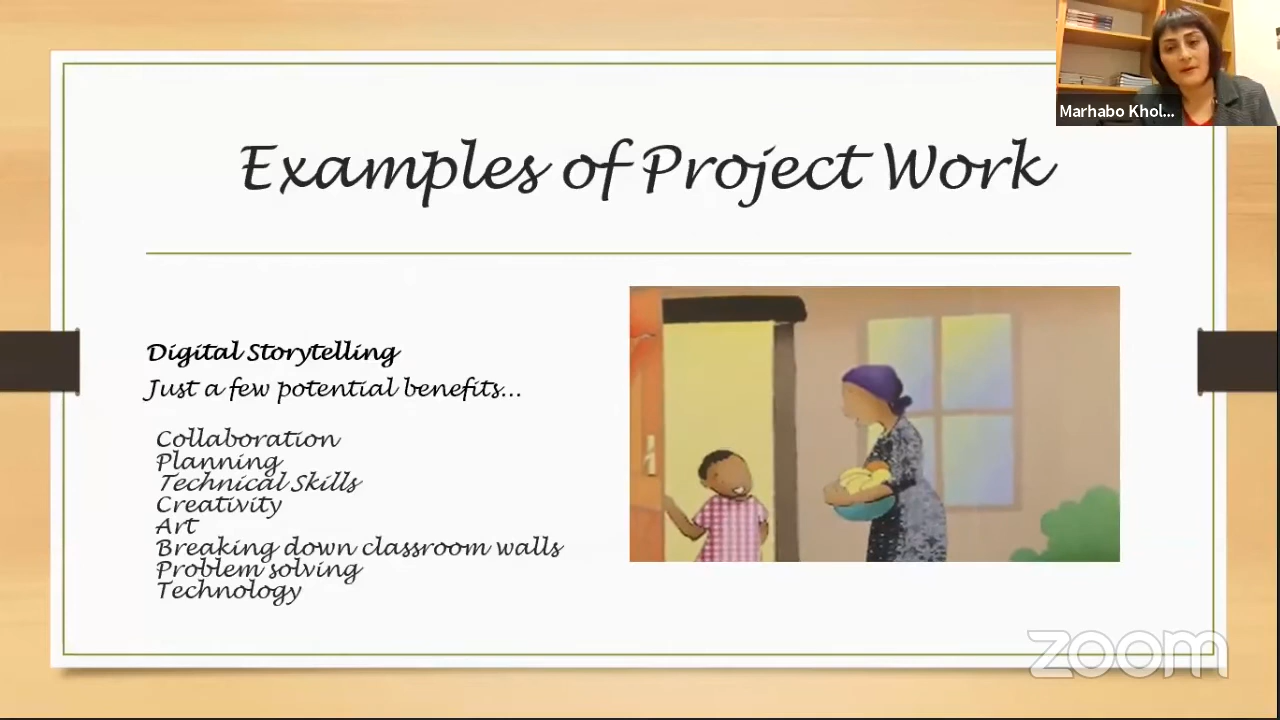 Marhabo Khol...
Examples of Project Work
Digital Storytelling
Just a few potential benefits...
Collaboration
Planning
Technical Skills
Creativity
Art
Breaking down classroom walls
Problem solving
Technology
zoom